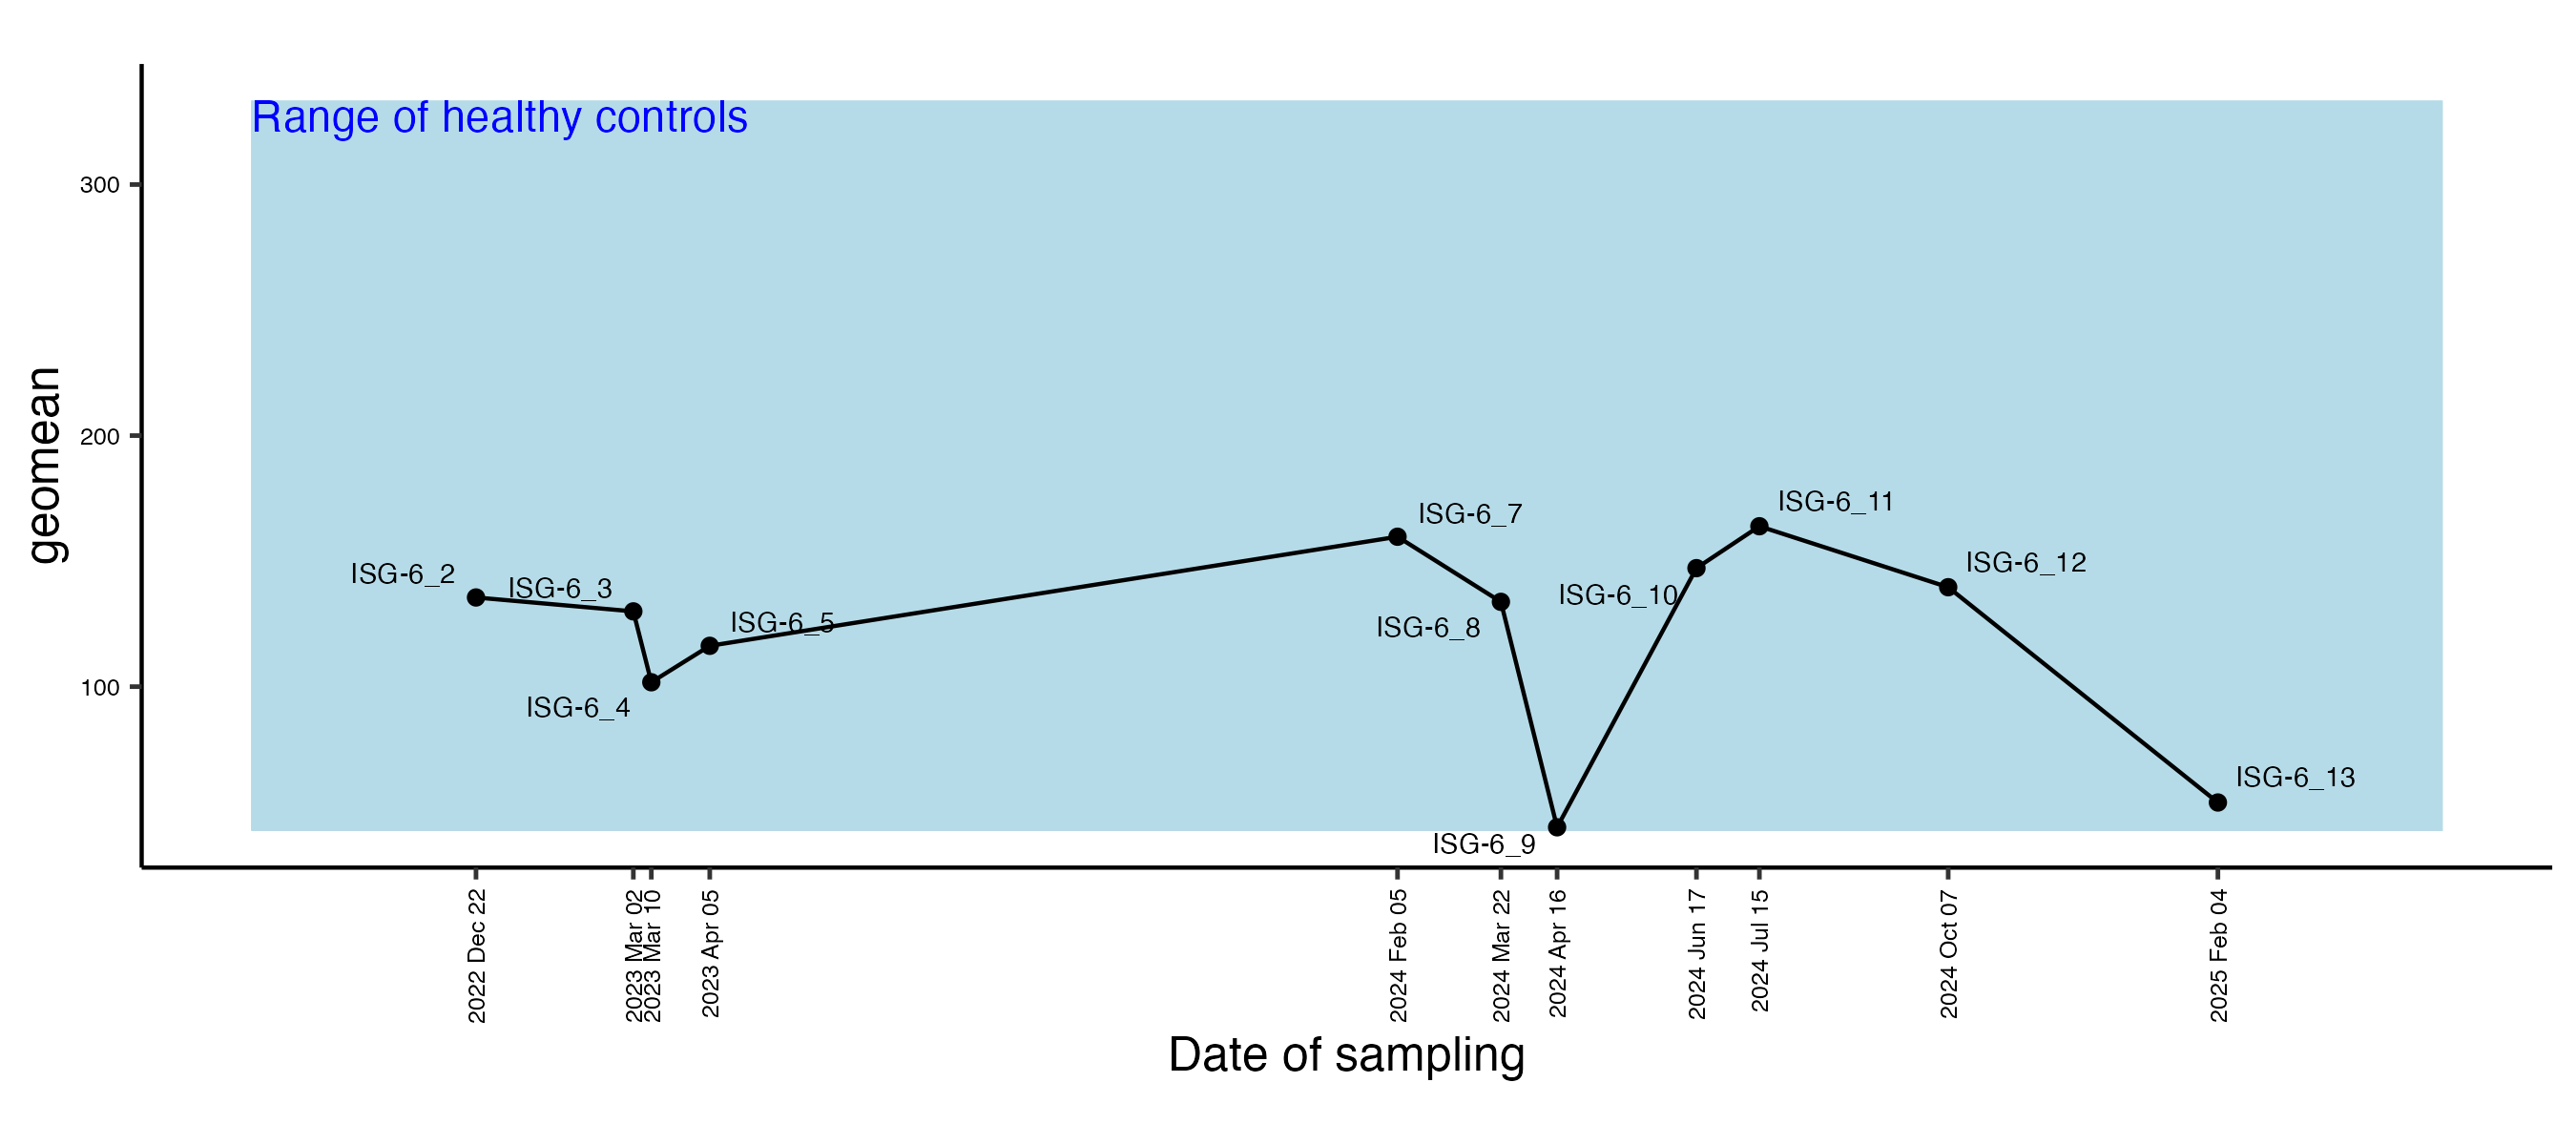 Range of healthy controls
300
200
100
geomean
ISG-6_2
ISG-6_3
ISG-6_4
ISG-6_5
ISG-6_7
ISG-6_8
ISG-6_9
ISG-6_10
ISG-6_11
ISG-6_12
ISG-6_13
2022 Dec 22
2023 Mar 02
2023 Mar 10
2023 Apr 05
2024 Feb 05
2024 Mar 22
2024 Apr 16
2024 Jun 17
2024 Jul 15
2024 Oct 07
2025 Feb 04
Date of sampling